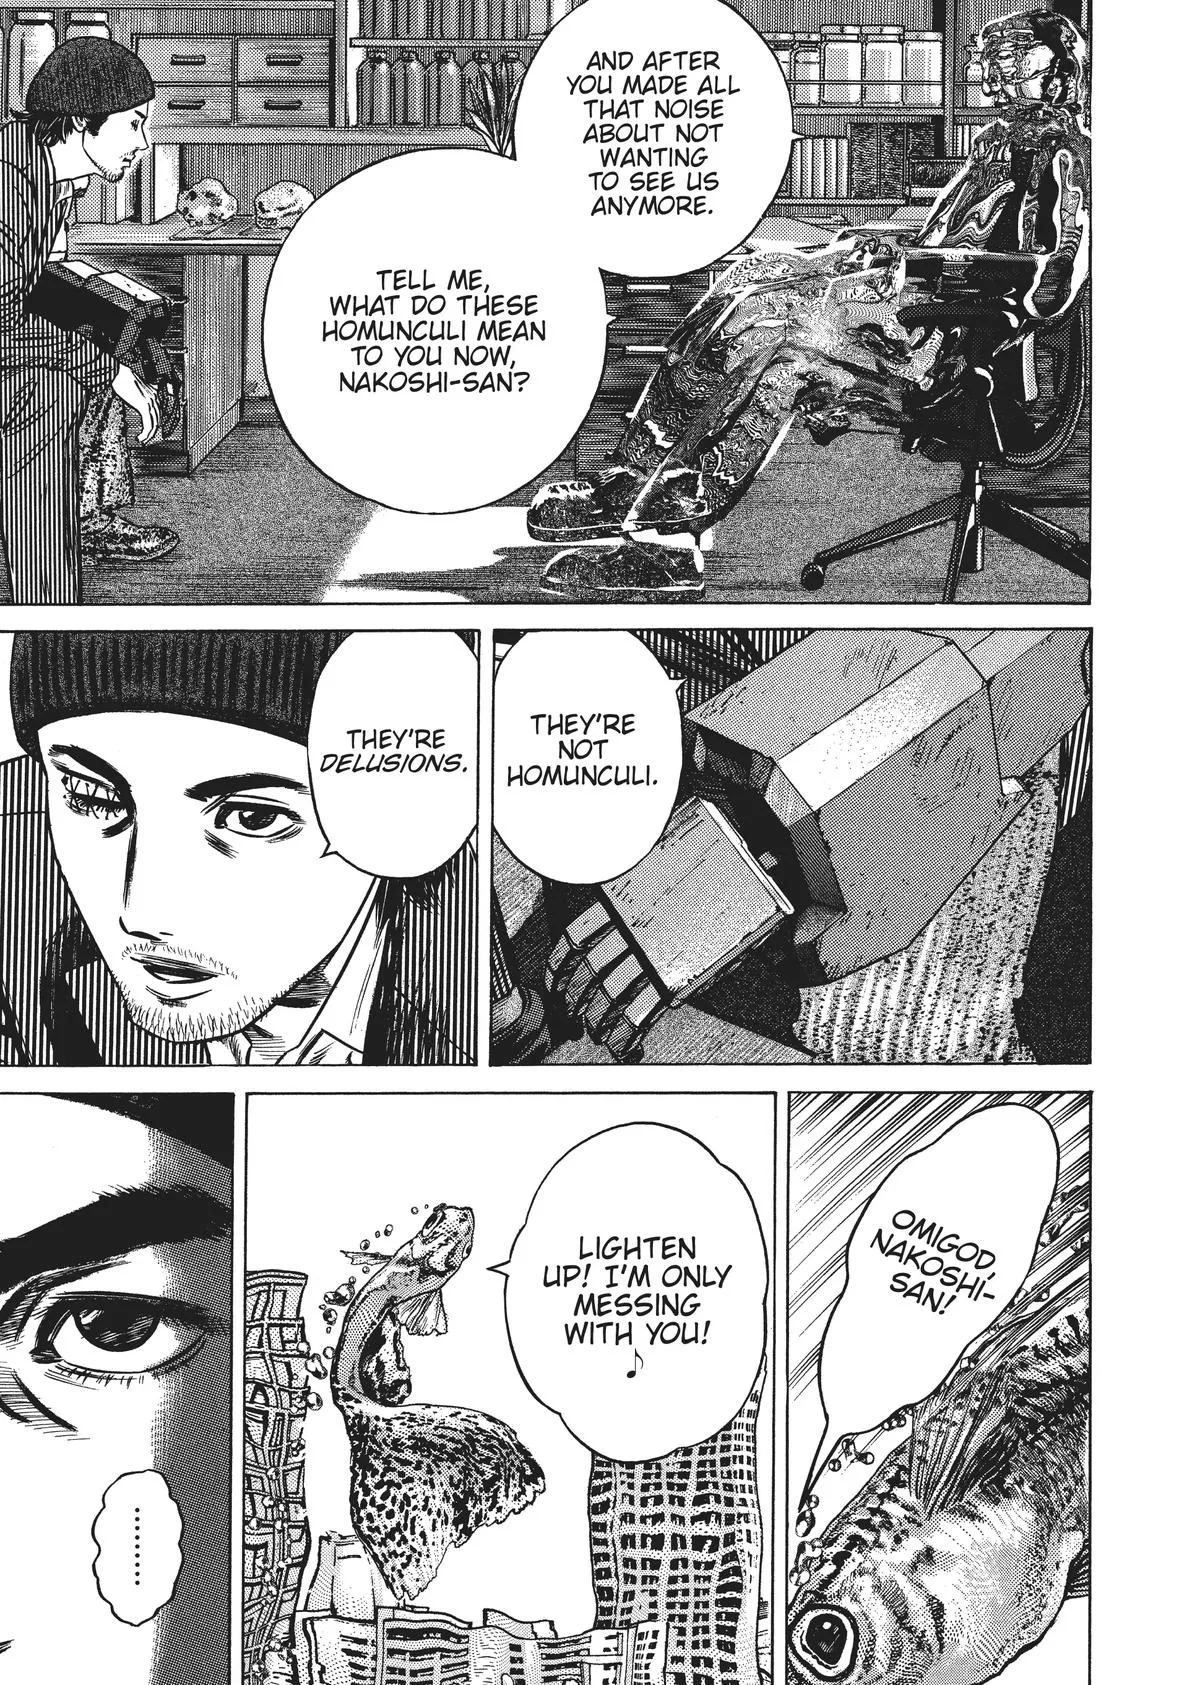 AND AFTER
YOU MADE ALL
THAT NOISE
ABOUT NOT
WANTING
TO SEE US
ANYMORE.
TELL ME,
WHAT DO THESE
HOMUNCULI MEAN
TO YOU NOW,
NAKOSHI-SAN?
THEY'RE
NOT
HOMUNCULI.
THEY'RE
DELUSIONS.
OMIGOD,
NAKOSHI-
SAN!
LIGHTEN
UP! I'M ONLY
MESSING
WITH YOU!
♪
.........